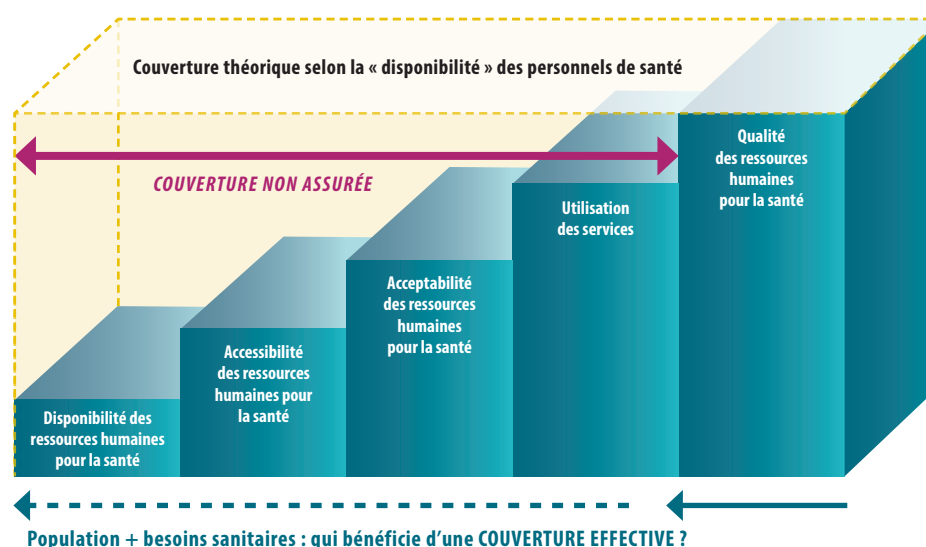 Couverture théorique selon la « disponibilité » des personnels de santé
COUVERTURE NON ASSURÉE
Disponibilité des
ressources humaines
pour la santé
Accessibilité
des ressources
humaines pour
la santé
Acceptabilité
des ressources
humaines
pour la santé
Utilisation
des services
Qualité
des ressources
humaines
pour la santé
Population + besoins sanitaires : qui bénéficie d'une COUVERTURE EFFECTIVE ?